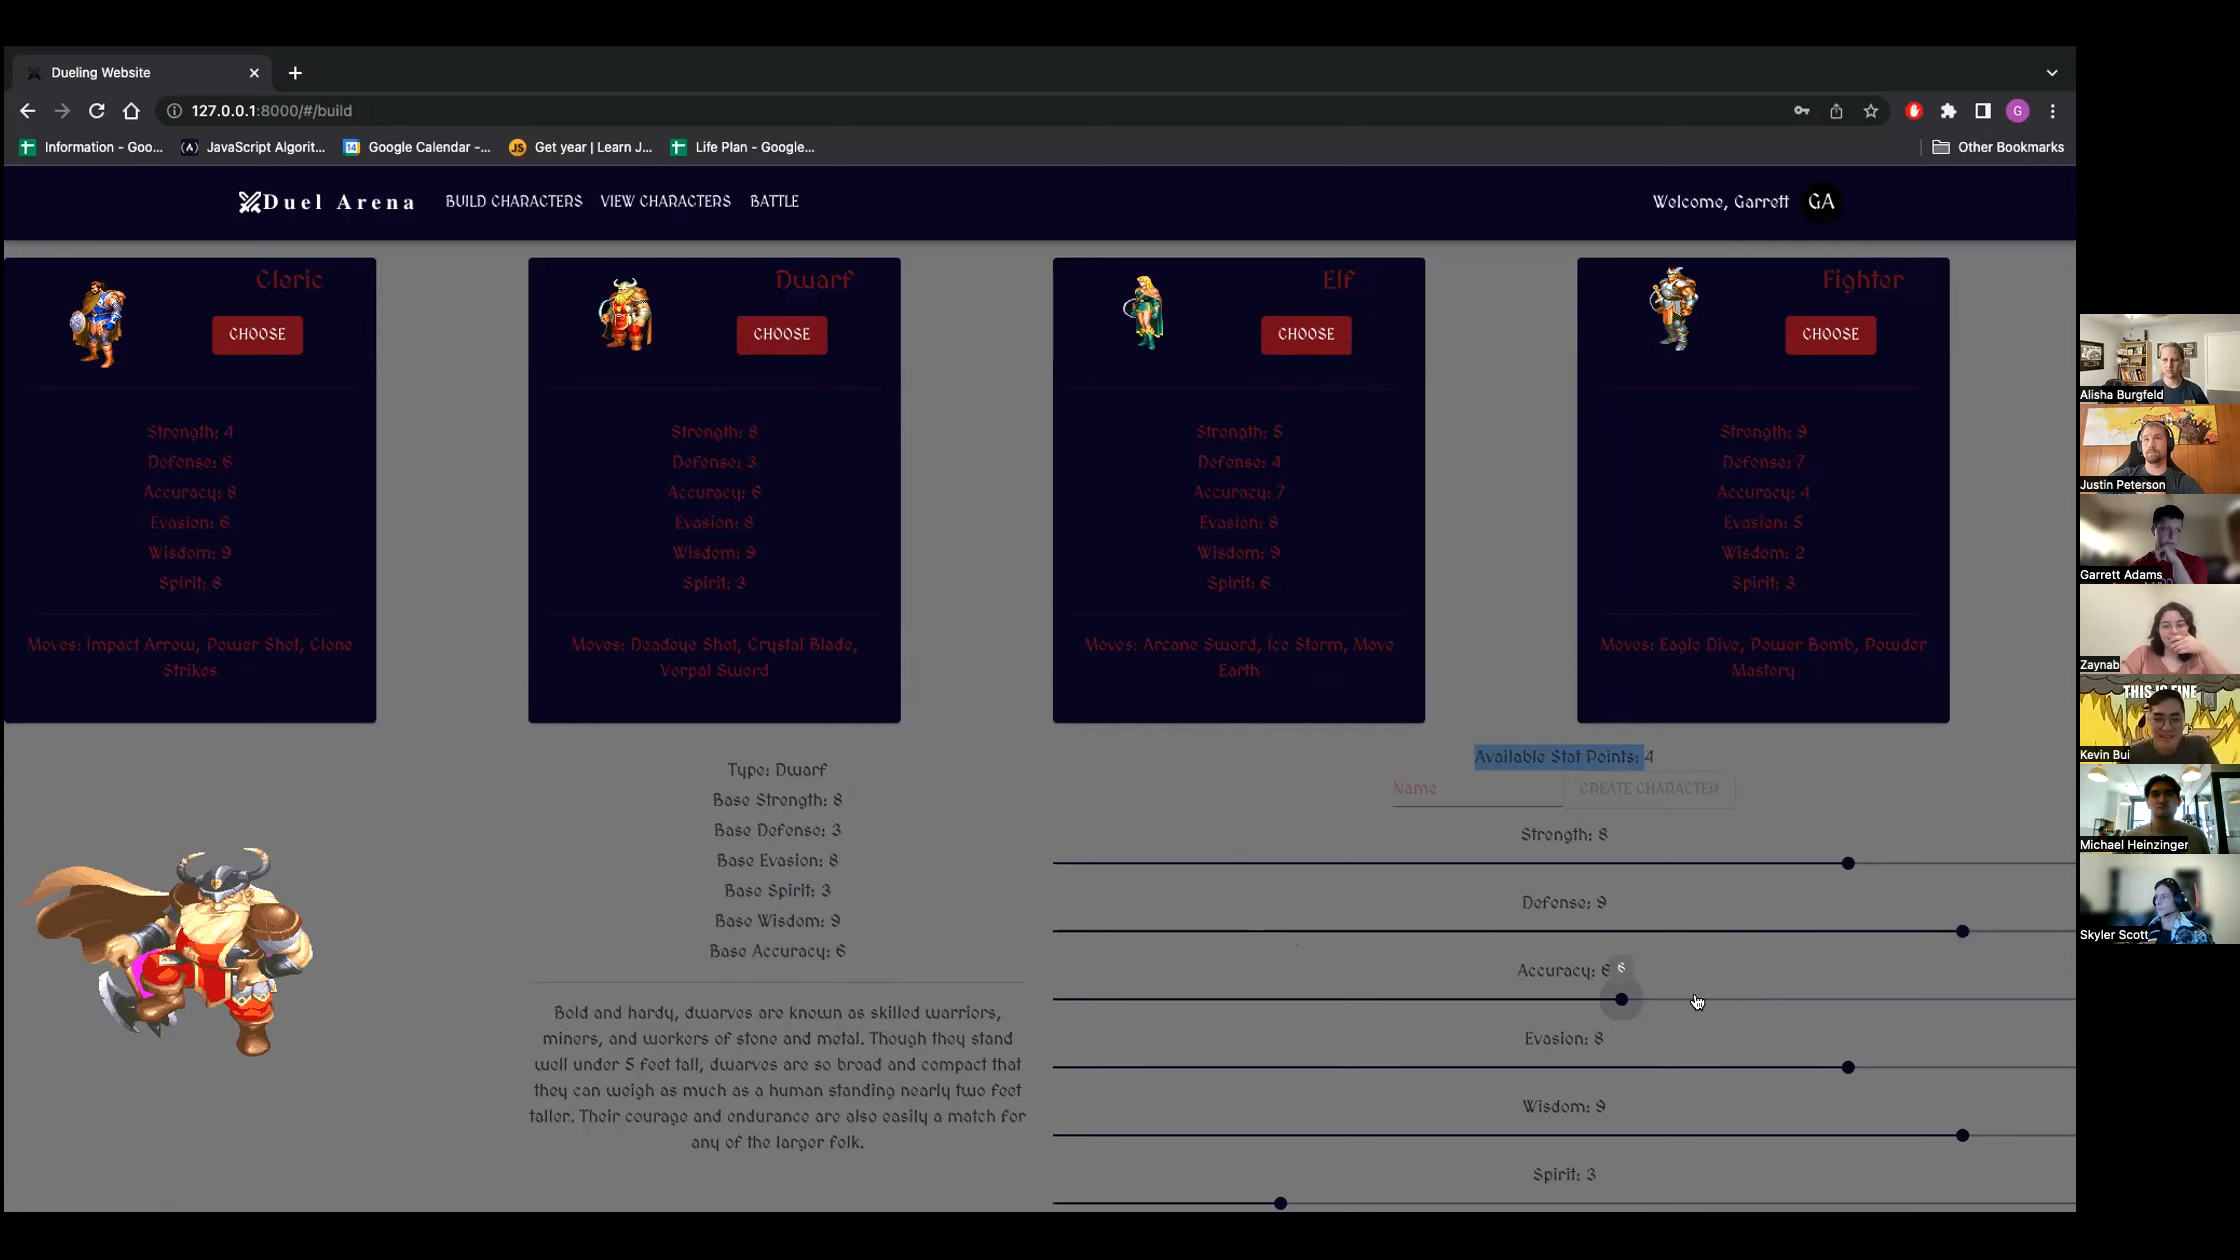 Dueling Website
127.0.0.1:8000/#/build
G
Information - Goo...
JavaScript Algorit...
Google Calendar -...
Get year | Learn J...
Life Plan - Google...
Other Bookmarks
Duel Arena
BUILD CHARACTERS
VIEW CHARACTERS
BATTLE
Welcome, Garrett
GA
Cleric
CHOOSE
Strength: 4
Defense: 6
Accuracy: 8
Evasion: 6
Wisdom: 9
Spirit: 8
Moves: Impact Arrow, Power Shot, Clone
Strikes
Dwarf
CHOOSE
Strength: 8
Defense: 3
Accuracy: 6
Evasion: 8
Wisdom: 9
Spirit: 3
Moves: Deadeye Shot, Crystal Blade,
Vorpal Sword
Elf
CHOOSE
Strength: 5
Defense: 4
Accuracy: 7
Evasion: 8
Wisdom: 9
Spirit: 6
Moves: Arcane Sword, Ice Storm, Move
Earth
Fighter
CHOOSE
Strength: 9
Defense: 7
Accuracy: 4
Evasion: 5
Wisdom: 2
Spirit: 3
Moves: Eagle Dive, Power Bomb, Powder
Mastery
Type: Dwarf
Base Strength: 8
Base Defense: 3
Base Evasion: 8
Base Spirit: 3
Base Wisdom: 9
Base Accuracy: 6
Bold and hardy, dwarves are known as skilled warriors,
miners, and workers of stone and metal. Though they stand
well under 5 feet tall, dwarves are so broad and compact that
they can weigh as much as a human standing nearly two feet
taller. Their courage and endurance are also easily a match for
any of the larger folk.
Available Stat Points: 4
Name
CREATE CHARACTER
Strength: 8
Defense: 9
Accuracy: 6
6
Evasion: 8
Wisdom: 9
Spirit: 3
Alisha Burgfeld
Justin Peterson
Garrett Adams
Zaynab
THIS IS FINE
Kevin Bui
Michael Heinzinger
Skyler Scott